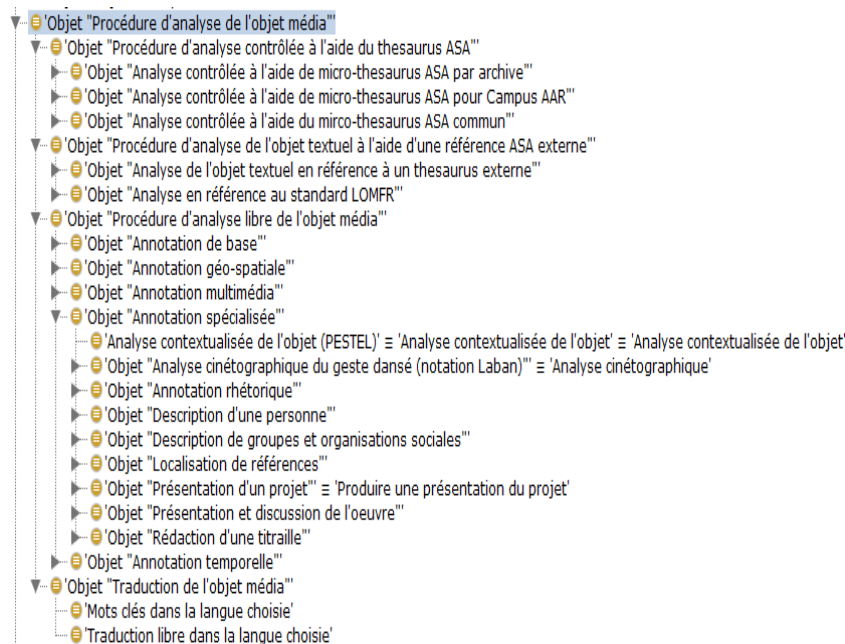 'Objet "Procédure d'analyse de l'objet média"'
'Objet "Procédure d'analyse contrôlée à l'aide du thesaurus ASA"'
'Objet "Analyse contrôlée à l'aide de micro-thesaurus ASA par archive"'
'Objet "Analyse contrôlée à l'aide de micro-thesaurus ASA pour Campus AAR"'
'Objet "Analyse contrôlée à l'aide du mirco-thesaurus ASA commun"'
'Objet "Procédure d'analyse de l'objet textuel à l'aide d'une référence ASA externe"'
'Objet "Analyse de l'objet textuel en référence à un thesaurus externe"'
'Objet "Analyse en référence au standard LOMFR"'
'Objet "Procédure d'analyse libre de l'objet média"'
'Objet "Annotation de base"'
'Objet "Annotation géo-spatiale"'
'Objet "Annotation multimédia"'
'Objet "Annotation spécialisée"'
'Analyse contextualisée de l'objet (PESTEL)' ≡ 'Analyse contextualisée de l'objet' ≡ 'Analyse contextualisée de l'objet'
'Objet "Analyse cinétographique du geste dansé (notation Laban)"' ≡ 'Analyse cinétographique'
'Objet "Annotation rhétorique"'
'Objet "Description d'une personne"'
'Objet "Description de groupes et organisations sociales"'
'Objet "Localisation de références"'
'Objet "Présentation d'un projet"' ≡ 'Produire une présentation du projet'
'Objet "Présentation et discussion de l'oeuvre"'
'Objet "Rédaction d'une titraille"'
'Objet "Annotation temporelle"'
'Objet "Traduction de l'objet média"'
'Mots clés dans la langue choisie'
'Traduction libre dans la langue choisie'